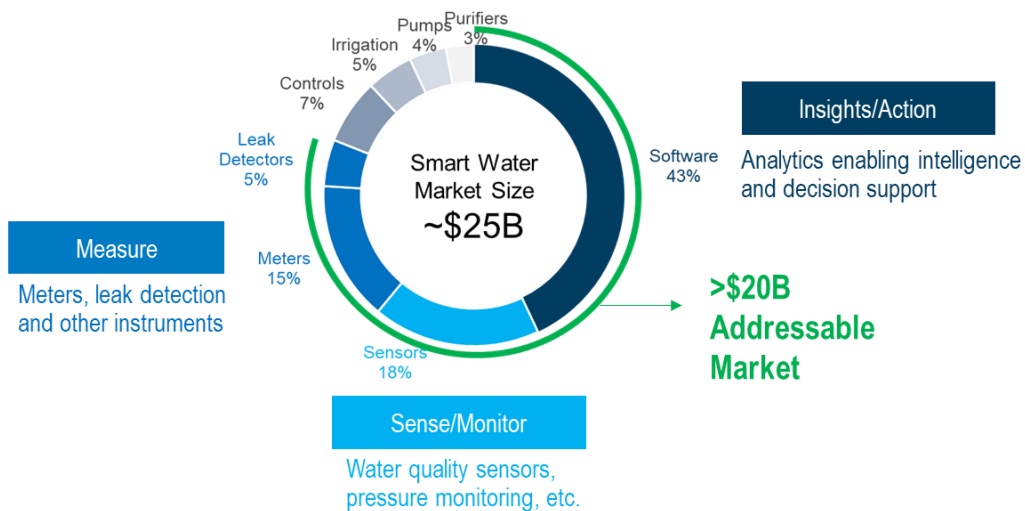 Purifiers
3%
Pumps
4%
Irrigation
5%
Controls
7%
Leak
Detectors
5%
Meters
15%
Sensors
18%
Software
43%
Smart Water
Market Size
~$25B
Insights/Action
Analytics enabling intelligence
and decision support
Measure
Meters, leak detection
and other instruments
>$20B
Addressable
Market
Sense/Monitor
Water quality sensors,
pressure monitoring, etc.